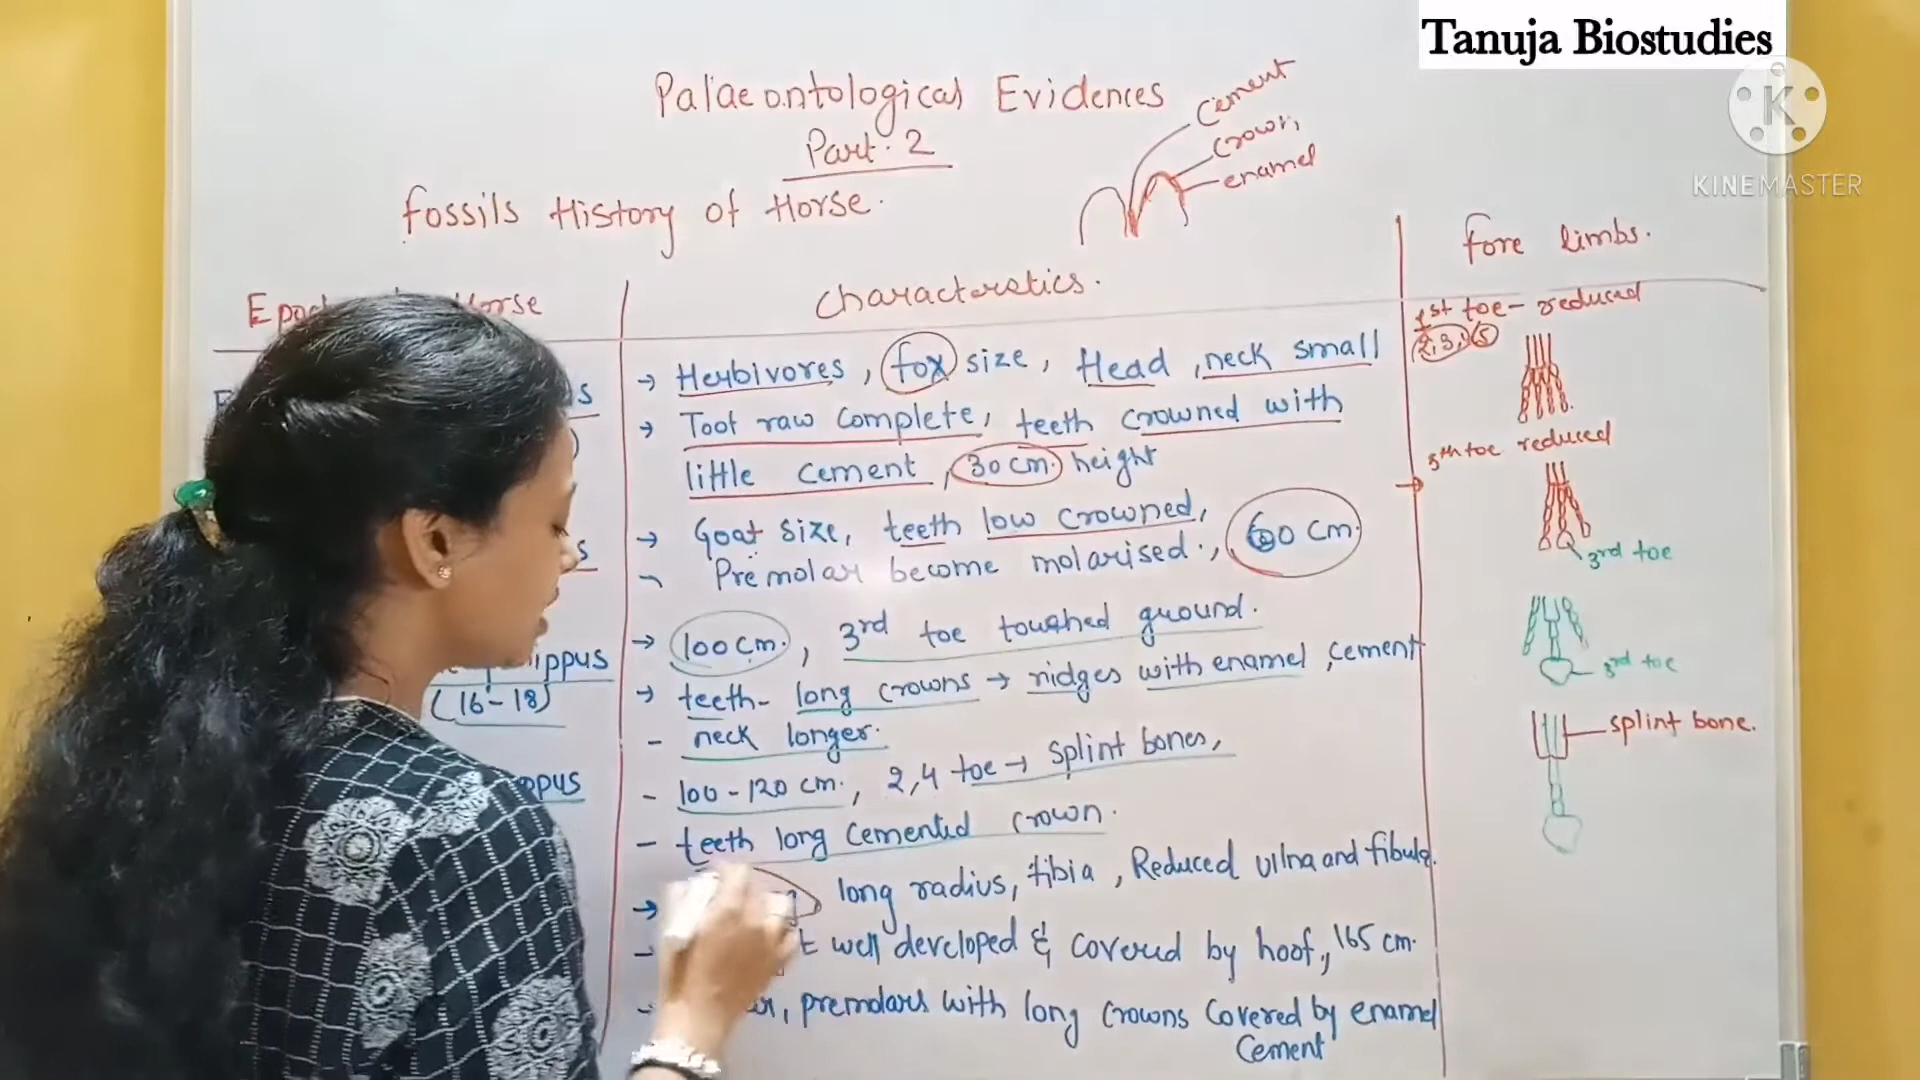 Tanuja Biostudies
KINEMASTER
Palaeontological Evidences
Part. 2
Fossils History of Horse.
Cement
Crown,
enamel
Fore limbs.
Horse
Characterstics.
1st toe - reduced
→ Herbivores, fox size, Head, neck small
→ Toot raw complete, teeth crowned with
little cement, 30 cm. height
5th toe reduced
→ Goat size, teeth low crowned,
Premolar become molarised., 60 cm.
3rd toe
→ 100 cm., 3rd toe touched ground.
→ teeth- long crowns → ridges with enamel, cement
3rd toe
ippus
(16-18)
- neck longer.
splint bone.
- 100-120 cm., 2,4 toe → splint bones,
ppus
- teeth long cemented crown.
→ long radius, tibia, Reduced ulna and fibula.
well developed & covered by hoof, 165 cm.
premolars with long crowns covered by enamel
Cement